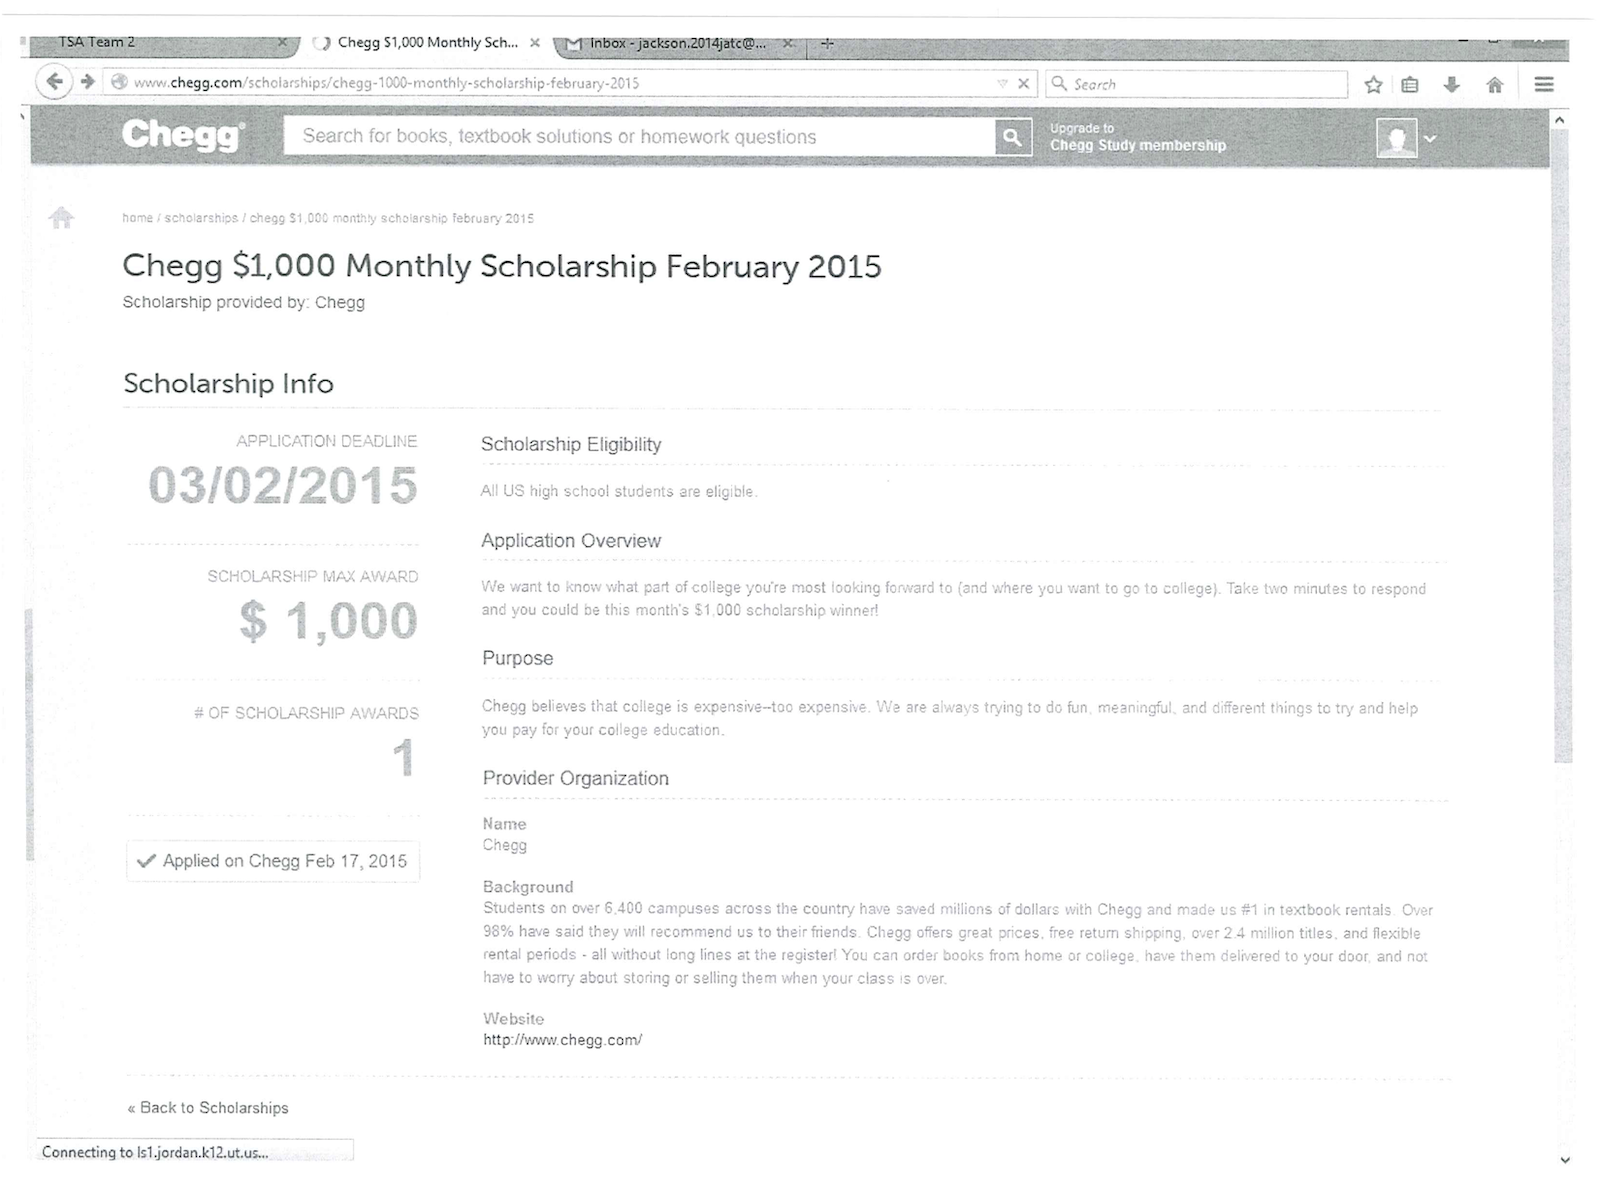 TSA Team 2
Chegg $1,000 Monthly Sch...
Inbox - jackson.2014jatc@...
www.chegg.com/scholarships/chegg-1000-monthly-scholarship-february-2015
Search
Chegg
Search for books, textbook solutions or homework questions
Upgrade to
Chegg Study membership
home / scholarships / chegg $1,000 monthly scholarship february 2015
Chegg $1,000 Monthly Scholarship February 2015
Scholarship provided by: Chegg
Scholarship Info
APPLICATION DEADLINE
03/02/2015
SCHOLARSHIP MAX AWARD
$ 1,000
# OF SCHOLARSHIP AWARDS
1
Applied on Chegg Feb 17, 2015
Scholarship Eligibility
All US high school students are eligible.
Application Overview
We want to know what part of college you're most looking forward to (and where you want to go to college). Take two minutes to respond
and you could be this month's $1,000 scholarship winner!
Purpose
Chegg believes that college is expensive--too expensive. We are always trying to do fun, meaningful, and different things to try and help
you pay for your college education.
Provider Organization
Name
Chegg
Background
Students on over 6,400 campuses across the country have saved millions of dollars with Chegg and made us #1 in textbook rentals. Over
98% have said they will recommend us to their friends. Chegg offers great prices, free return shipping, over 2.4 million titles, and flexible
rental periods - all without long lines at the register! You can order books from home or college, have them delivered to your door, and not
have to worry about storing or selling them when your class is over.
Website
http://www.chegg.com/
« Back to Scholarships
Connecting to ls1.jordan.k12.ut.us...